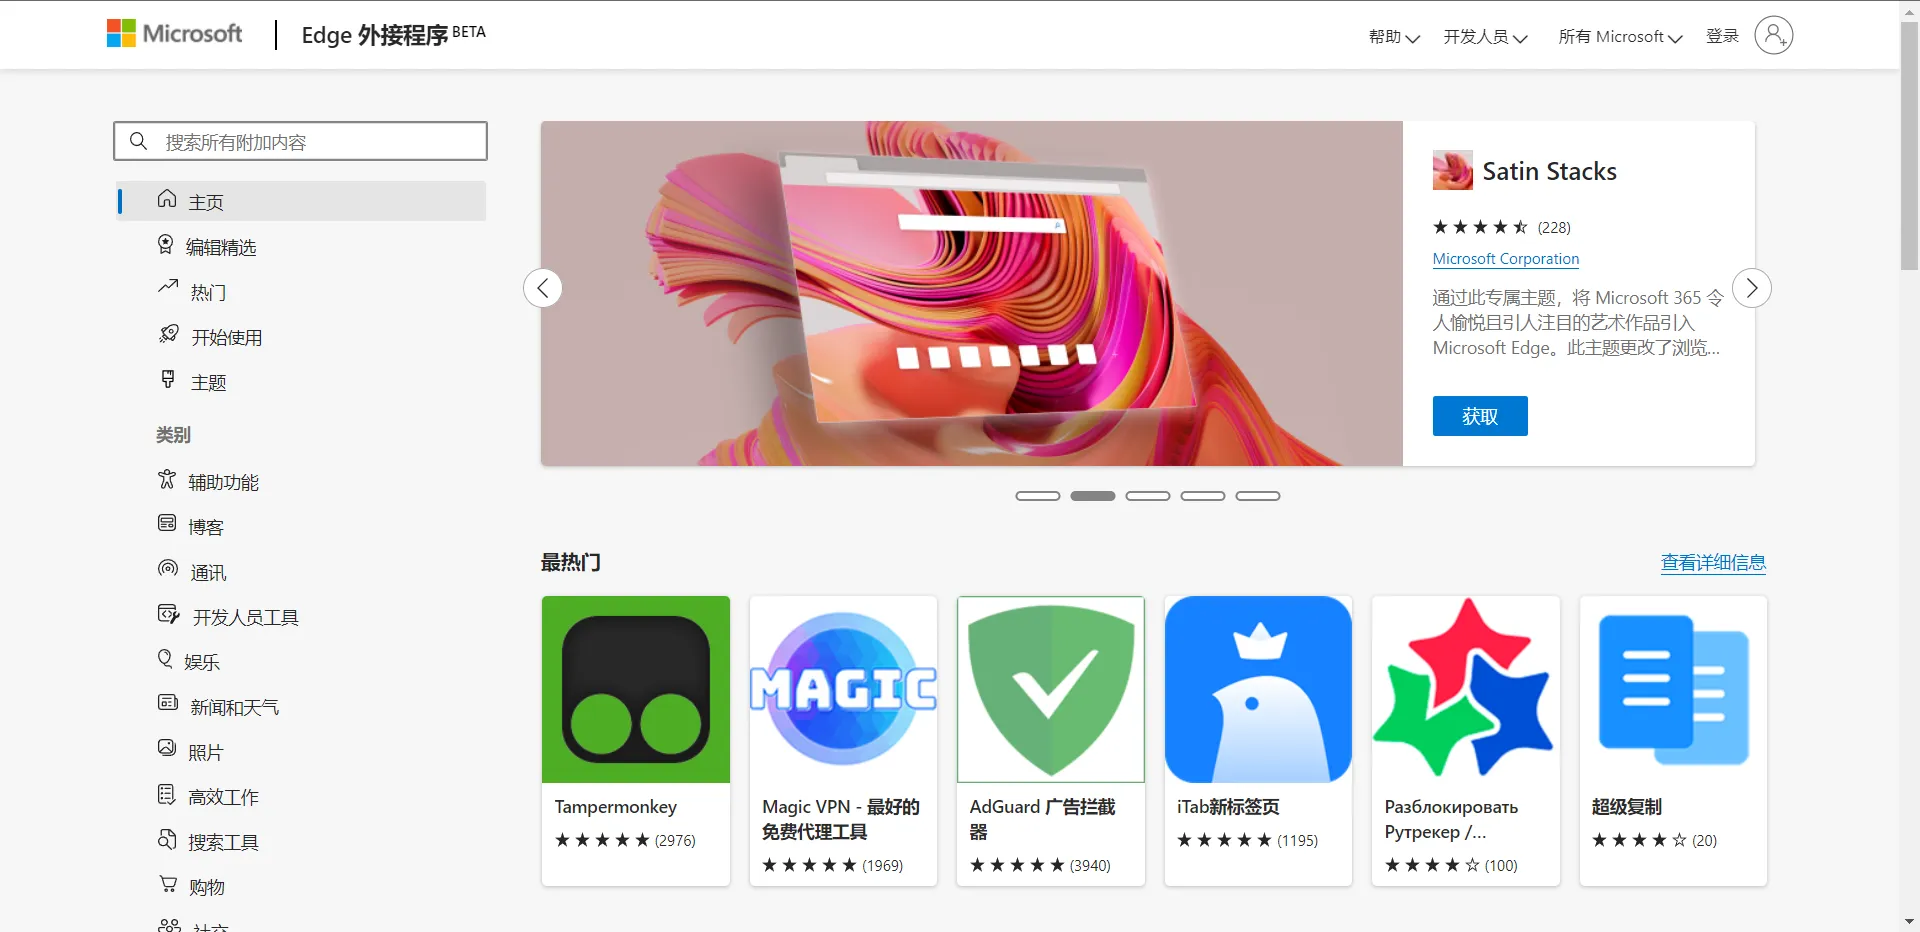 Microsoft
Edge 外接程序 BETA
帮助
开发人员
所有 Microsoft
登录
搜索所有附加内容
主页
编辑精选
热门
开始使用
主题
类别
辅助功能
博客
通讯
开发人员工具
娱乐
新闻和天气
照片
高效工作
搜索工具
购物
社交
Satin Stacks
(228)
Microsoft Corporation
通过此专属主题，将 Microsoft 365 令
人愉悦且引人注目的艺术作品引入
Microsoft Edge。此主题更改了浏览...
获取
最热门
查看详细信息
Tampermonkey
(2976)
MAGIC
Magic VPN - 最好的
免费代理工具
(1969)
AdGuard 广告拦截
器
(3940)
iTab新标签页
(1195)
Разблокировать
Рутрекер /...
(100)
超级复制
(20)